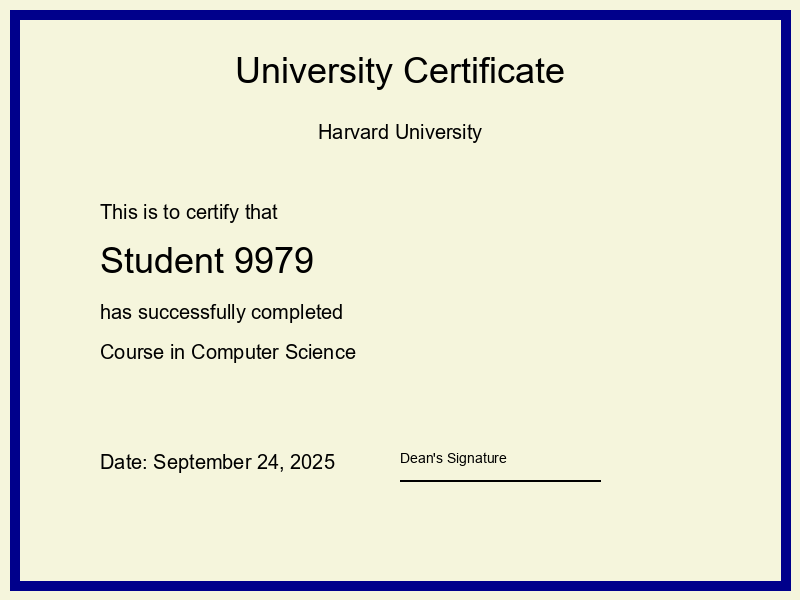 University Certificate
Harvard University
This is to certify that
Student 9979
has successfully completed
Course in Computer Science
Date: September 24, 2025
Dean's Signature